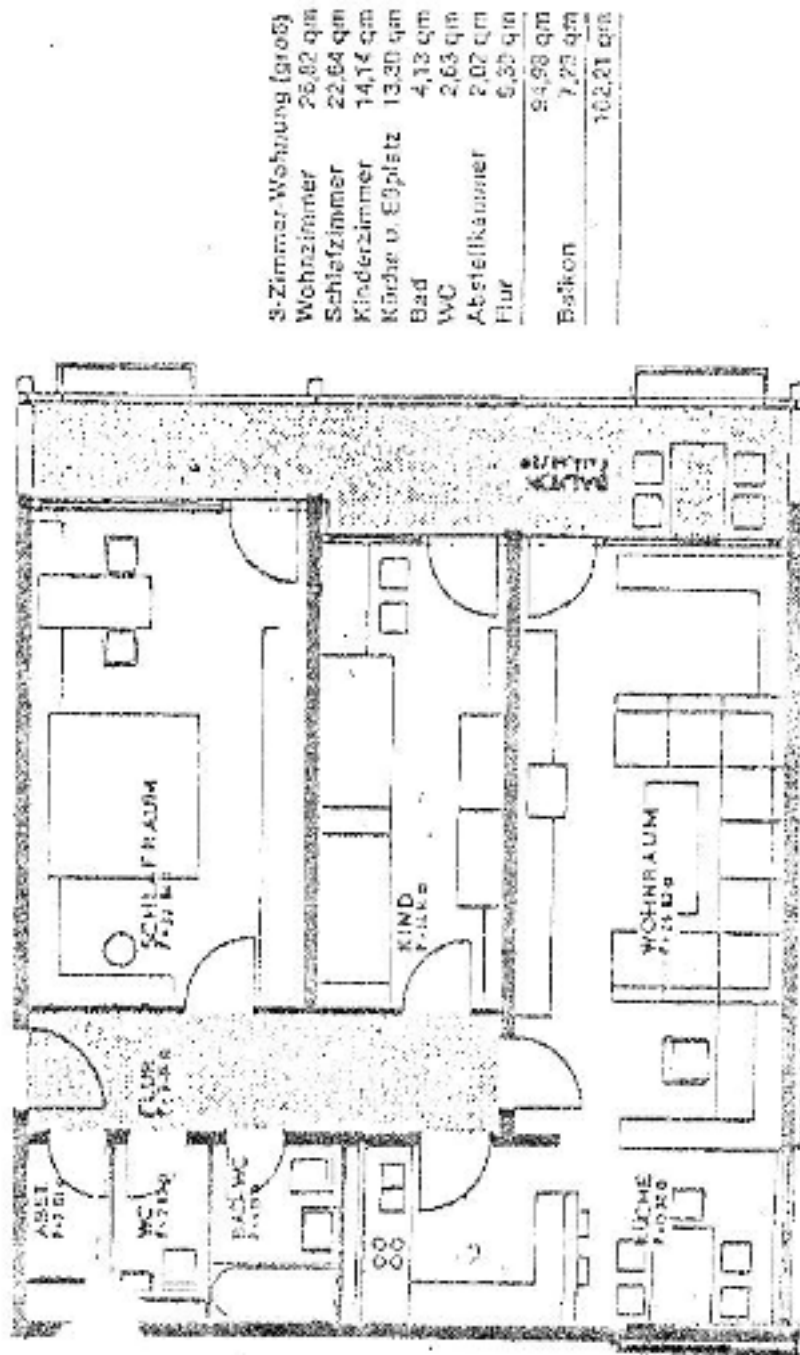 3-Zimmer-Wohnung (groß)
Wohnzimmer 26,82 qm
Schlafzimmer 22,64 qm
Kinderzimmer 14,14 qm
Küche u. Eßplatz 13,30 qm
Bad 4,13 qm
WC 2,63 qm
Abstellkammer 2,02 qm
Flur 9,30 qm
94,98 qm
Balkon 7,23 qm
102,21 qm
BALKON
SCHLAFRAUM
KIND
WOHNRAUM
FLUR
ABST.
WC
BAD-WC
KÜCHE